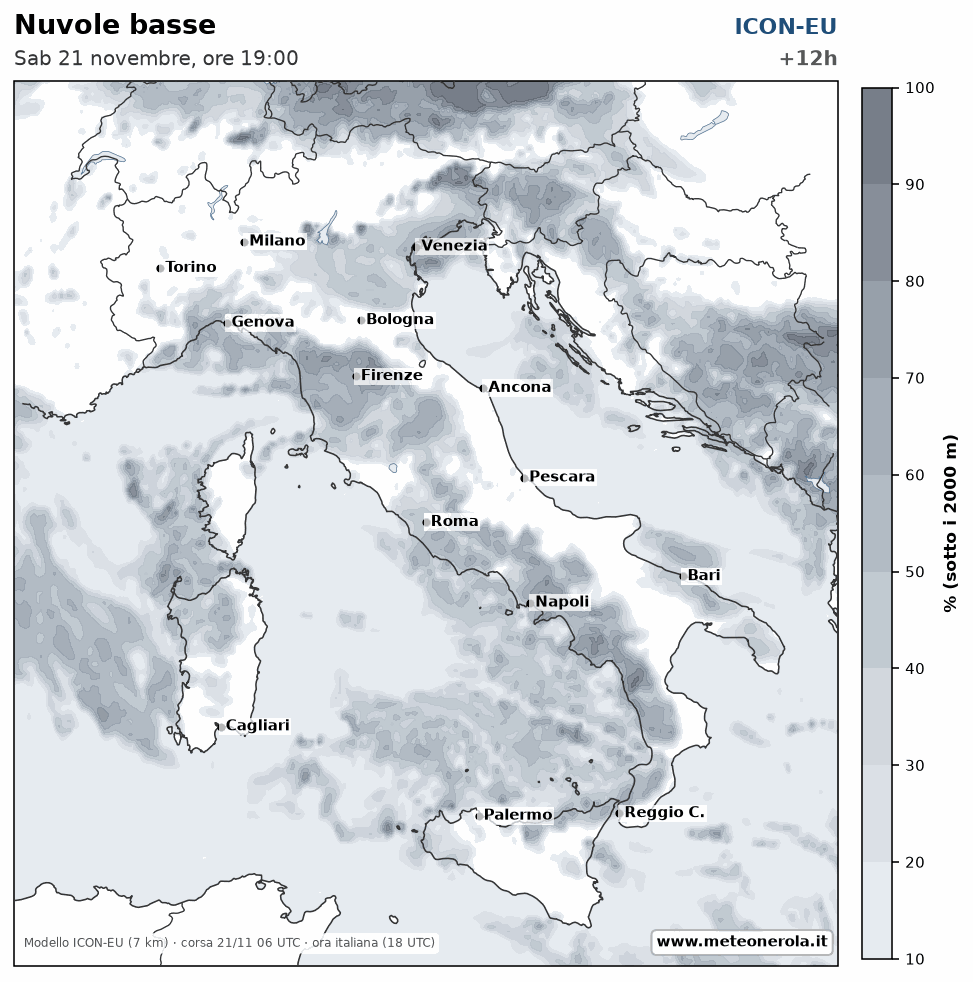 Nuvole basse
ICON-EU
Sab 21 novembre, ore 19:00
+12h
Milano
Venezia
Torino
Genova
Bologna
Firenze
Ancona
Pescara
Roma
Bari
Napoli
Cagliari
Palermo
Reggio C.
Modello ICON-EU (7 km) · corsa 21/11 06 UTC · ora italiana (18 UTC)
www.meteonerola.it
100
90
80
70
60
50
40
30
20
10
% (sotto i 2000 m)